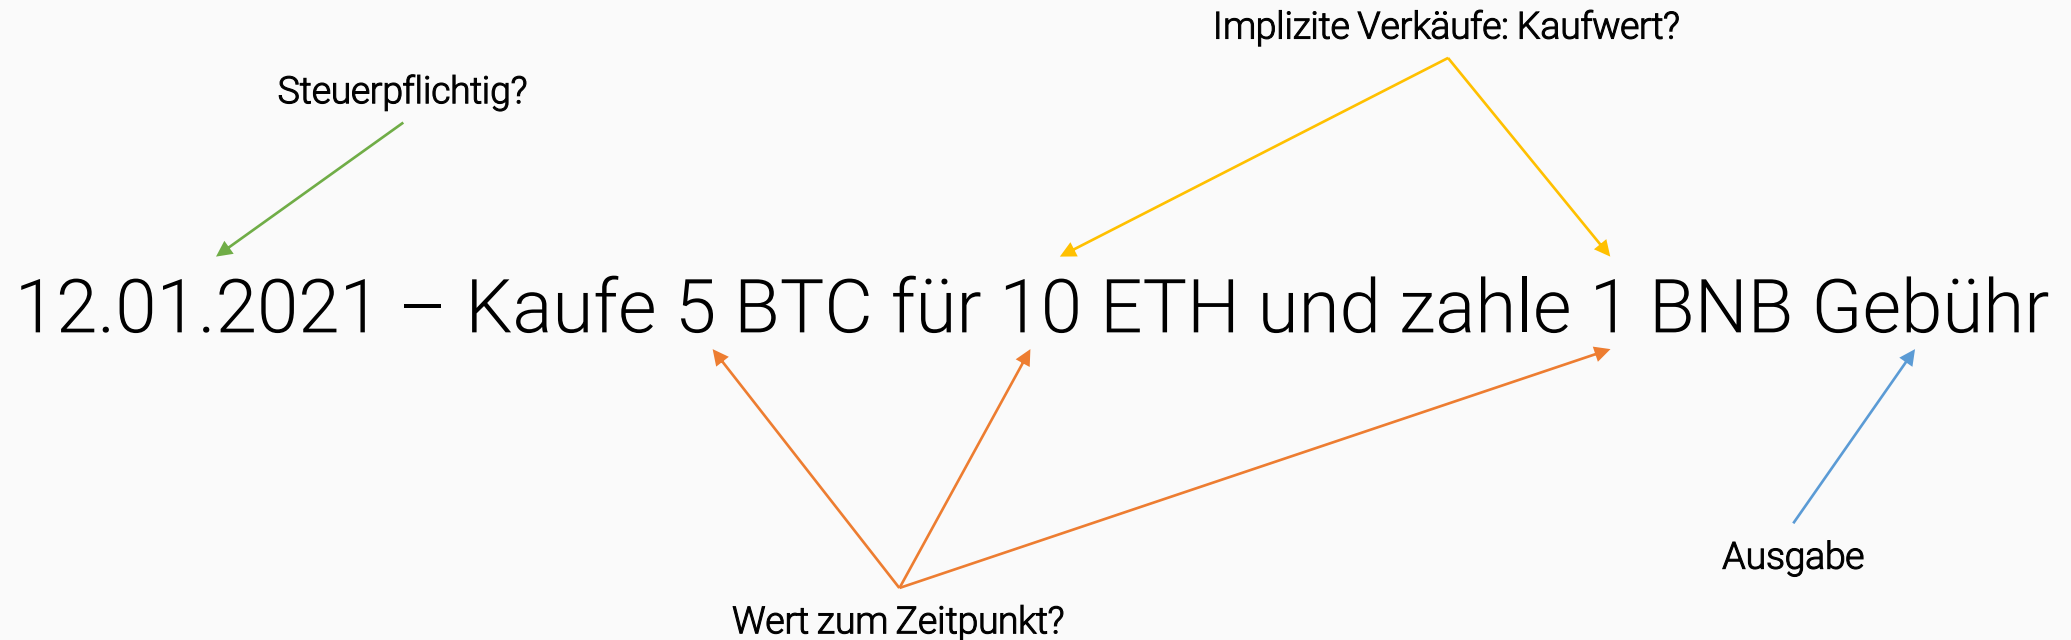 Implizite Verkäufe: Kaufwert?
Steuerpflichtig?
12.01.2021 – Kaufe 5 BTC für 10 ETH und zahle 1 BNB Gebühr
Ausgabe
Wert zum Zeitpunkt?